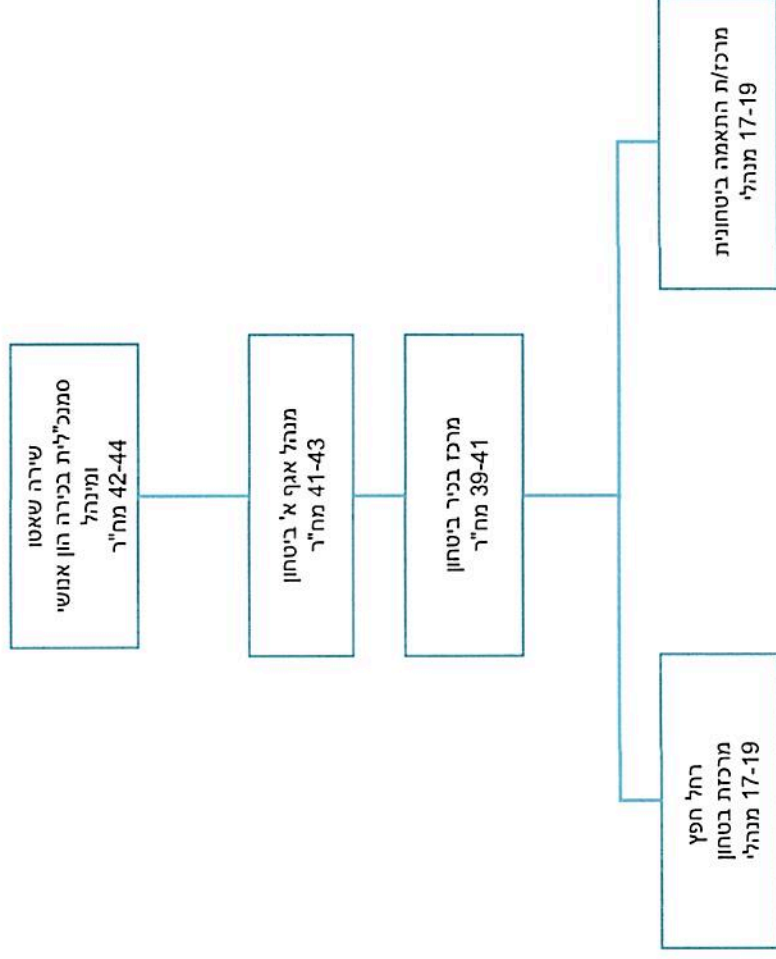 שירה שאטו
סמנכ"לית בכירה הון אנושי
ומינהל
42-44 מח"ר
מנהל אגף א' ביטחון
41-43 מח"ר
מרכז בכיר ביטחון
39-41 מח"ר
מרכז/ת התאמה ביטחונית
17-19 מנהלי
רחל חפץ
מרכזת בטחון
17-19 מנהלי